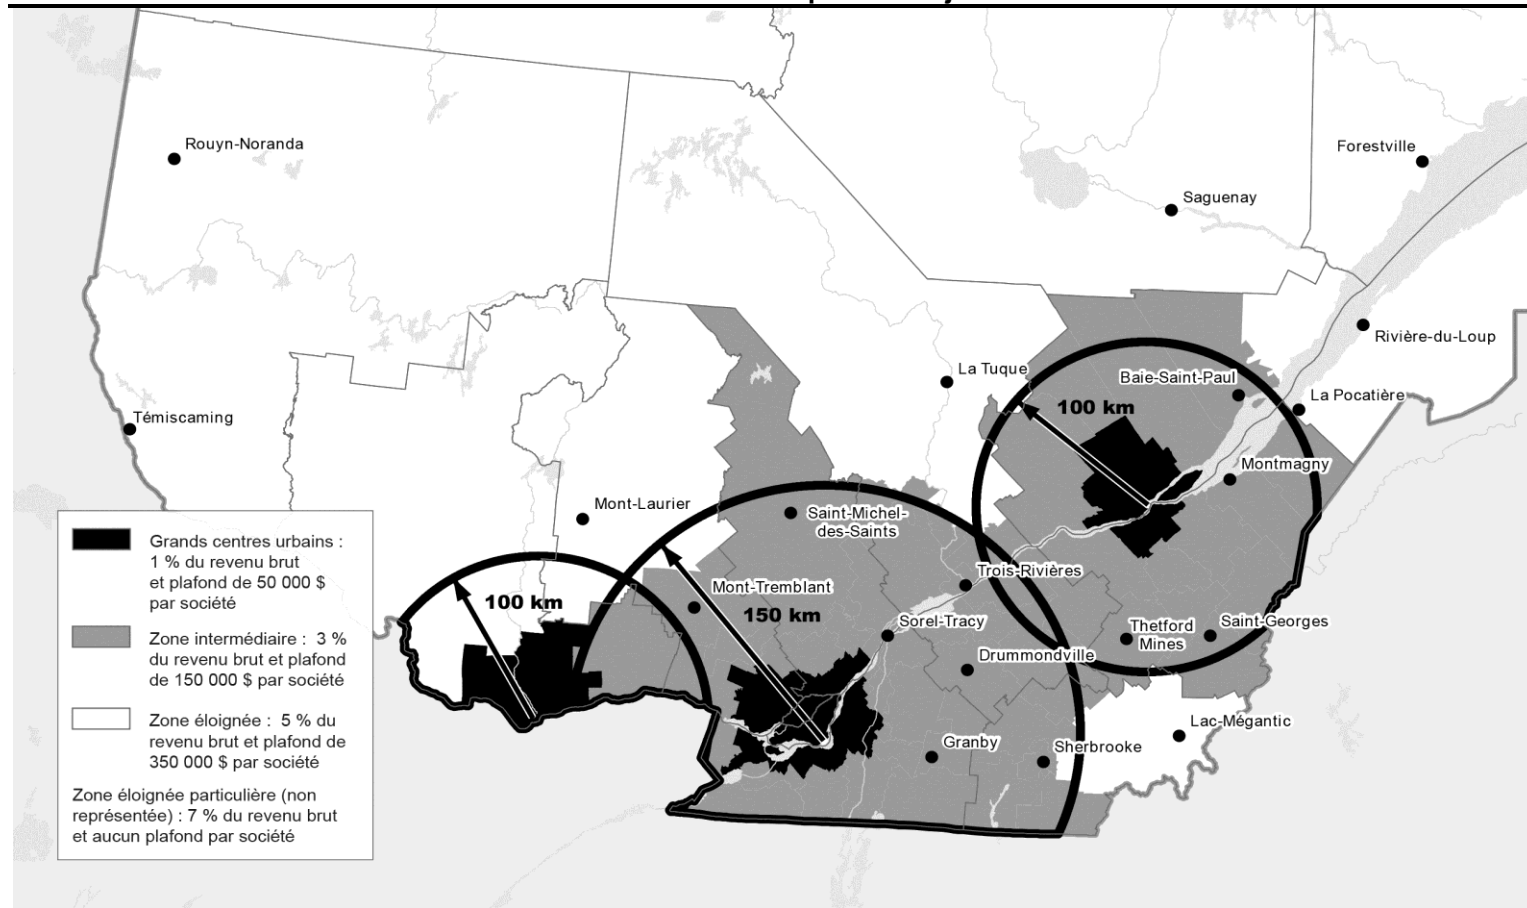 Rouyn-Noranda
Forestville
Saguenay
Rivière-du-Loup
La Tuque
Baie-Saint-Paul
La Pocatière
100 km
Témiscaming
Montmagny
Mont-Laurier
Saint-Michel-
des-Saints
Trois-Rivières
Mont-Tremblant
100 km
150 km
Sorel-Tracy
Thetford
Mines
Saint-Georges
Drummondville
Lac-Mégantic
Granby
Sherbrooke
Grands centres urbains :
1 % du revenu brut
et plafond de 50 000 $
par société
Zone intermédiaire : 3 %
du revenu brut et plafond
de 150 000 $ par société
Zone éloignée : 5 % du
revenu brut et plafond de
350 000 $ par société
Zone éloignée particulière (non
représentée) : 7 % du revenu brut
et aucun plafond par société